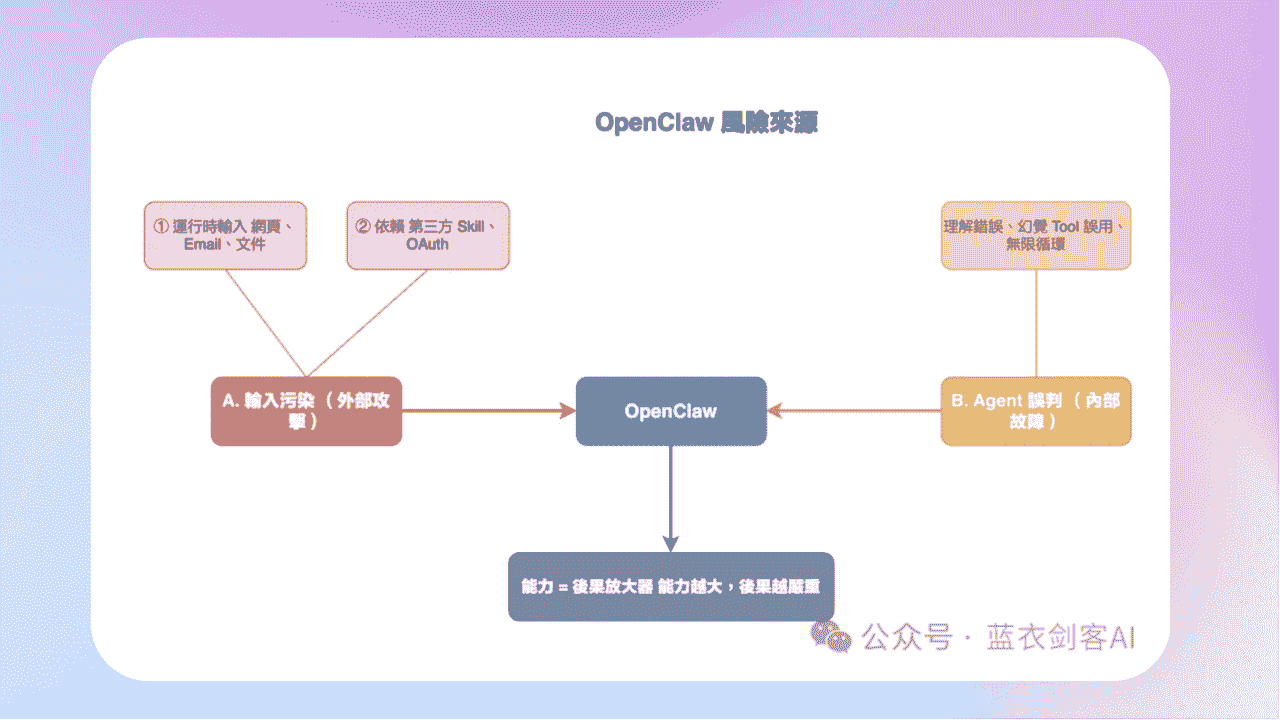 OpenClaw 風險來源
① 運行時輸入 網頁、
Email、文件
② 依賴 第三方 Skill、
OAuth
理解錯誤、幻覺 Tool 誤用、
無限循環
A. 輸入污染 （ 外部攻
擊 ）
OpenClaw
B. Agent 誤判 （ 內部
故障 ）
能力 = 後果放大器 能力越大，後果越嚴重
公众号 · 蓝衣剑客AI